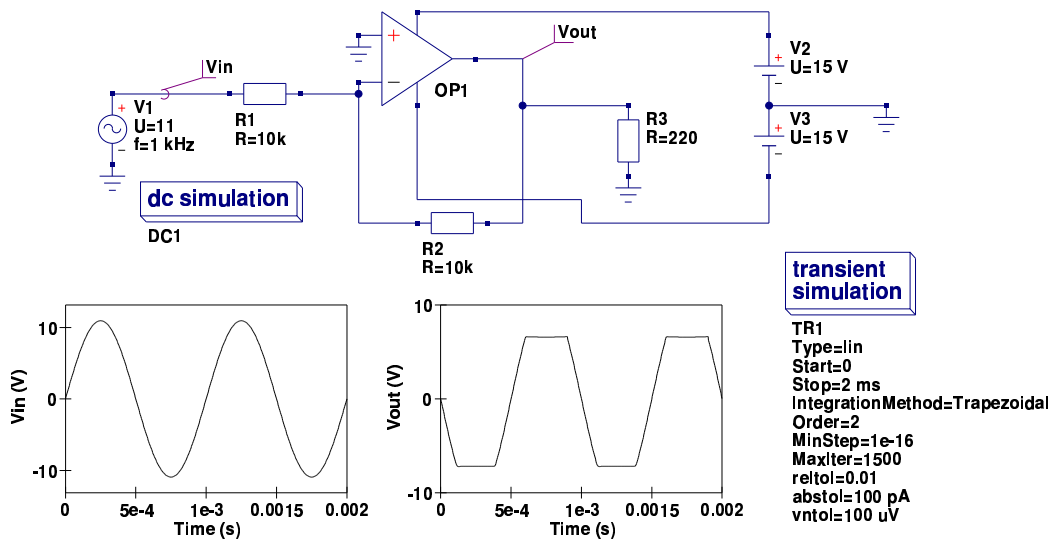 Vin
Vout
+
−
OP1
+
V1
U=11
f=1 kHz
−
R1
R=10k
+
V2
U=15 V
−
+
V3
U=15 V
−
R3
R=220
dc simulation
DC1
R2
R=10k
transient
simulation
TR1
Type=lin
Start=0
Stop=2 ms
IntegrationMethod=Trapezoidal
Order=2
MinStep=1e-16
MaxIter=1500
reltol=0.01
abstol=100 pA
vntol=100 uV
Vin (V)
10
0
-10
0
5e-4
1e-3
0.0015
0.002
Time (s)
Vout (V)
10
0
-10
0
5e-4
1e-3
0.0015
0.002
Time (s)